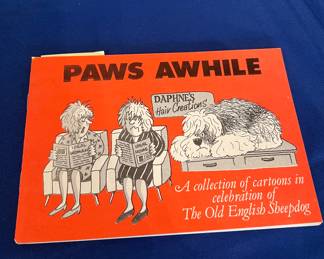 PAWS AWHILE
DAPHNE'S
Hair Creations
A collection of cartoons in
celebration of
The Old English Sheepdog